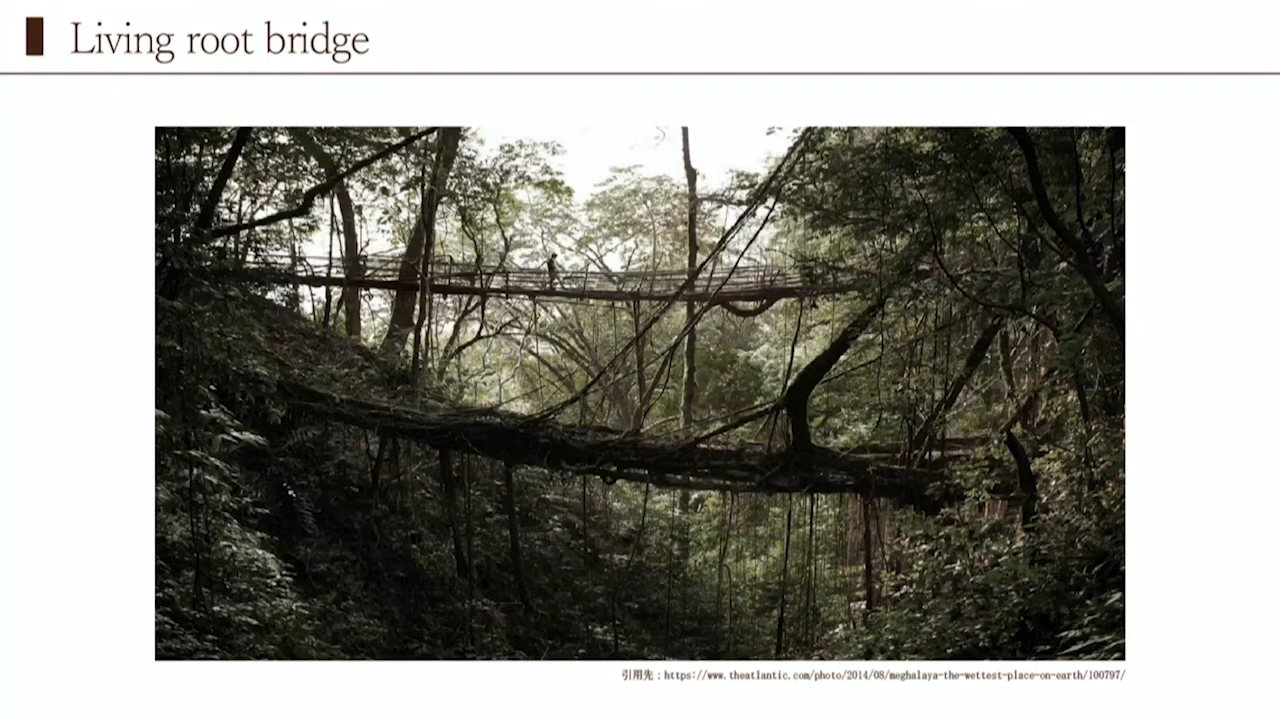 Living root bridge
引用先：https://www.theatlantic.com/photo/2014/08/meghalaya-the-wettest-place-on-earth/100797/